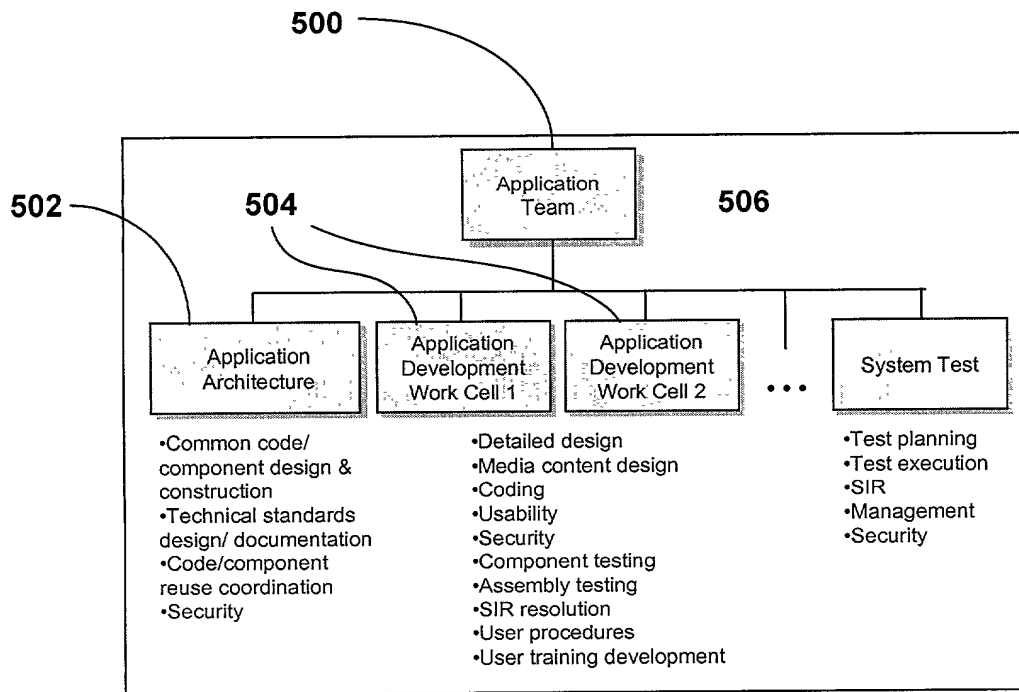 500
502
504
506
Application
Team
Application
Architecture
Application
Development
Work Cell 1
Application
Development
Work Cell 2
•••
System Test
•Common code/
component design &
construction
•Technical standards
design/ documentation
•Code/component
reuse coordination
•Security
•Detailed design
•Media content design
•Coding
•Usability
•Security
•Component testing
•Assembly testing
•SIR resolution
•User procedures
•User training development
•Test planning
•Test execution
•SIR
•Management
•Security